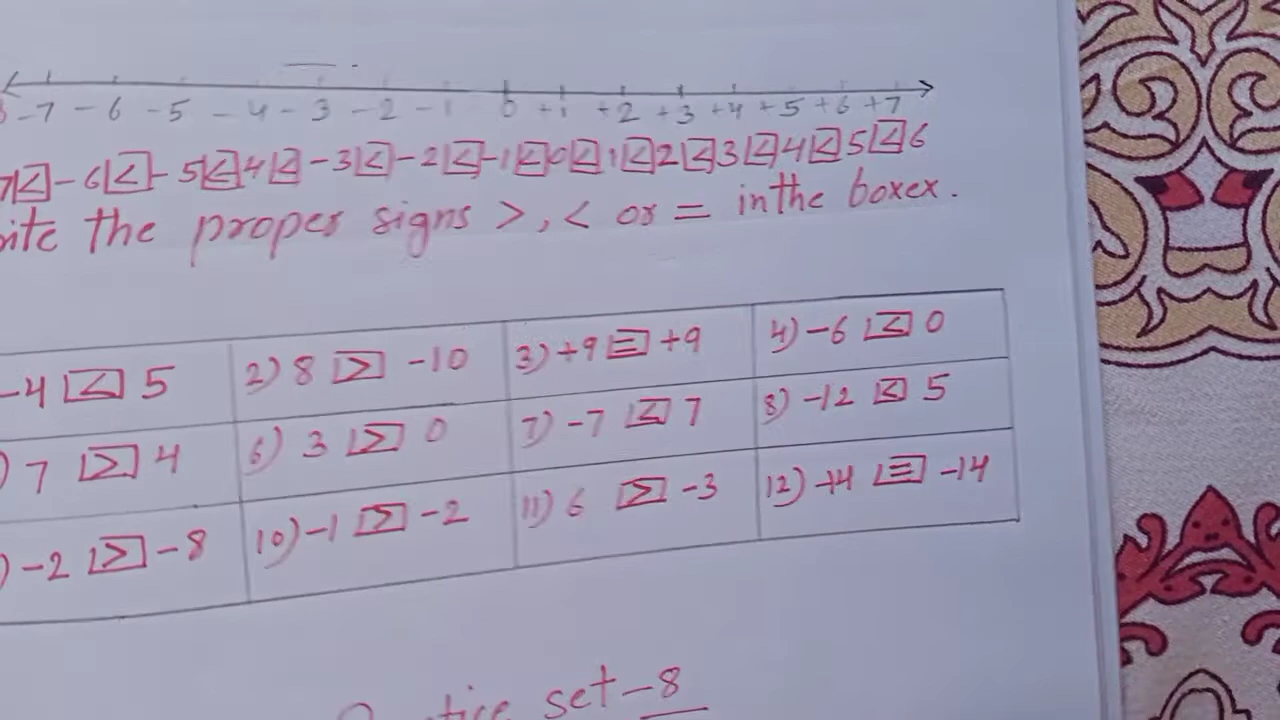 -7 -6 -5 -4 -3 -2 -1 0 +1 +2 +3 +4 +5 +6 +7
7 < -6 < -5 < 4 < -3 < -2 < -1 < 0 < 1 < 2 < 3 < 4 < 5 < 6
the proper signs >, < or = in the boxex.
-4 < 5 2) 8 > -10 3) +9 = +9 4) -6 < 0
) 7 > 4 6) 3 > 0 7) -7 < 7 8) -12 < 5
) -2 > -8 10) -1 > -2 11) 6 > -3 12) -14 = -14
set-8